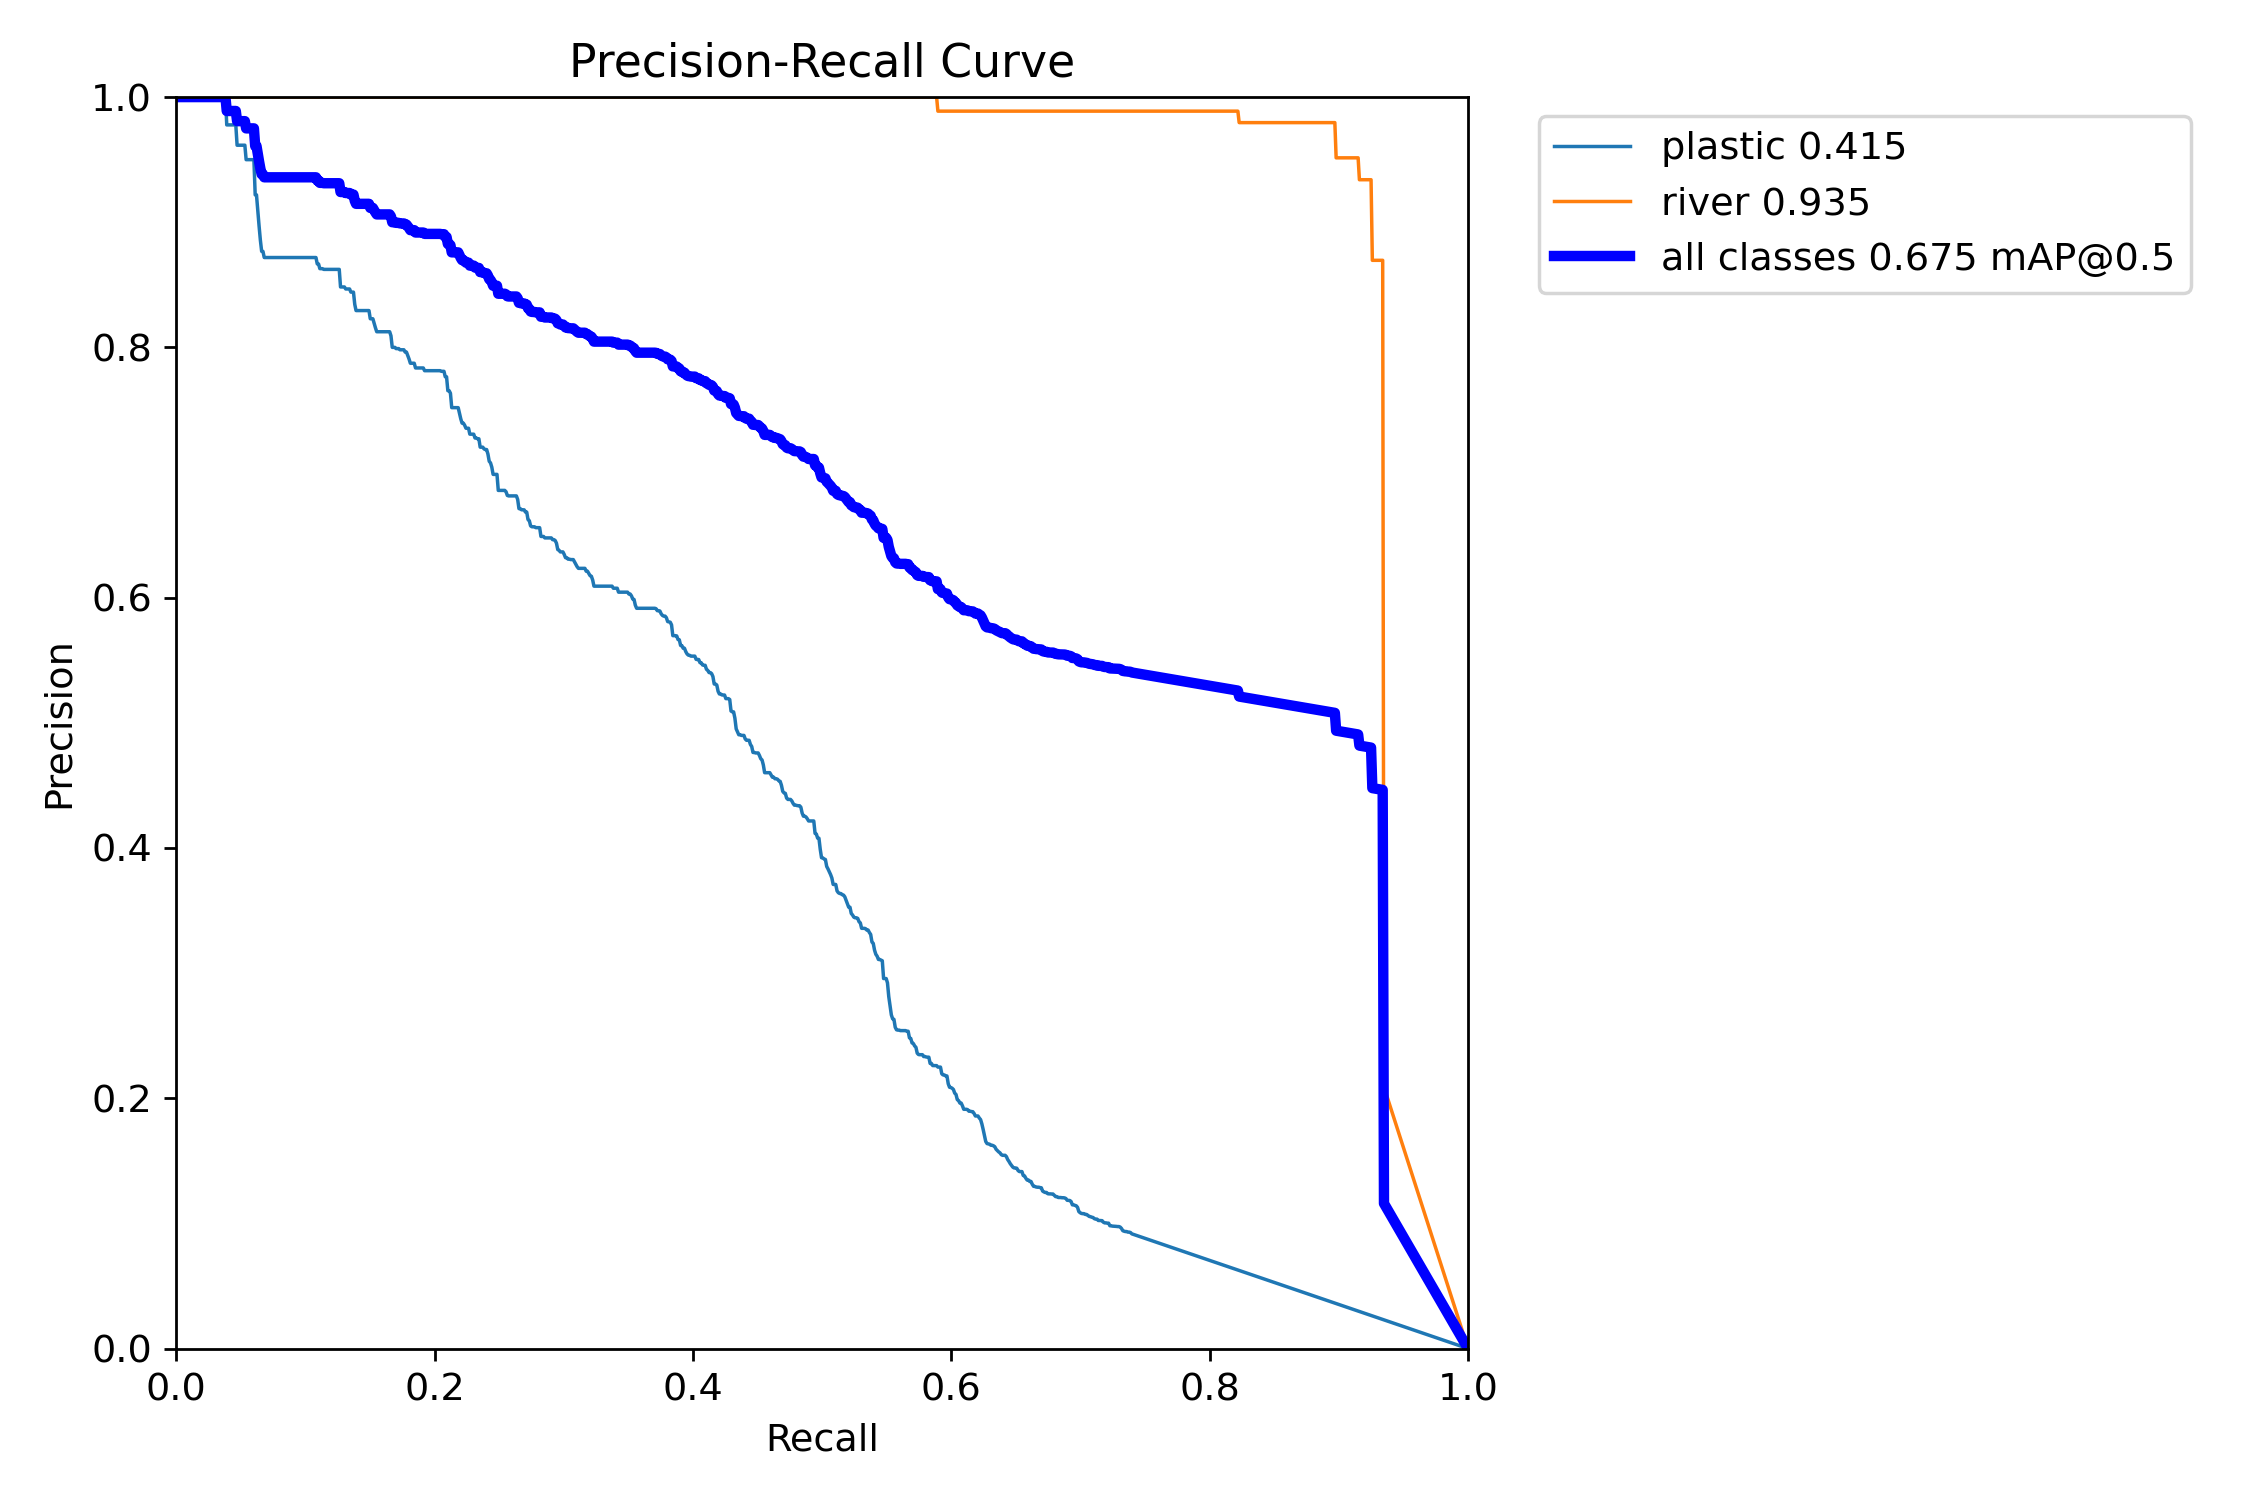 Precision-Recall Curve
1.0
0.8
0.6
0.4
0.2
0.0
Precision
0.0 0.2 0.4 0.6 0.8 1.0
Recall
plastic 0.415
river 0.935
all classes 0.675 mAP@0.5